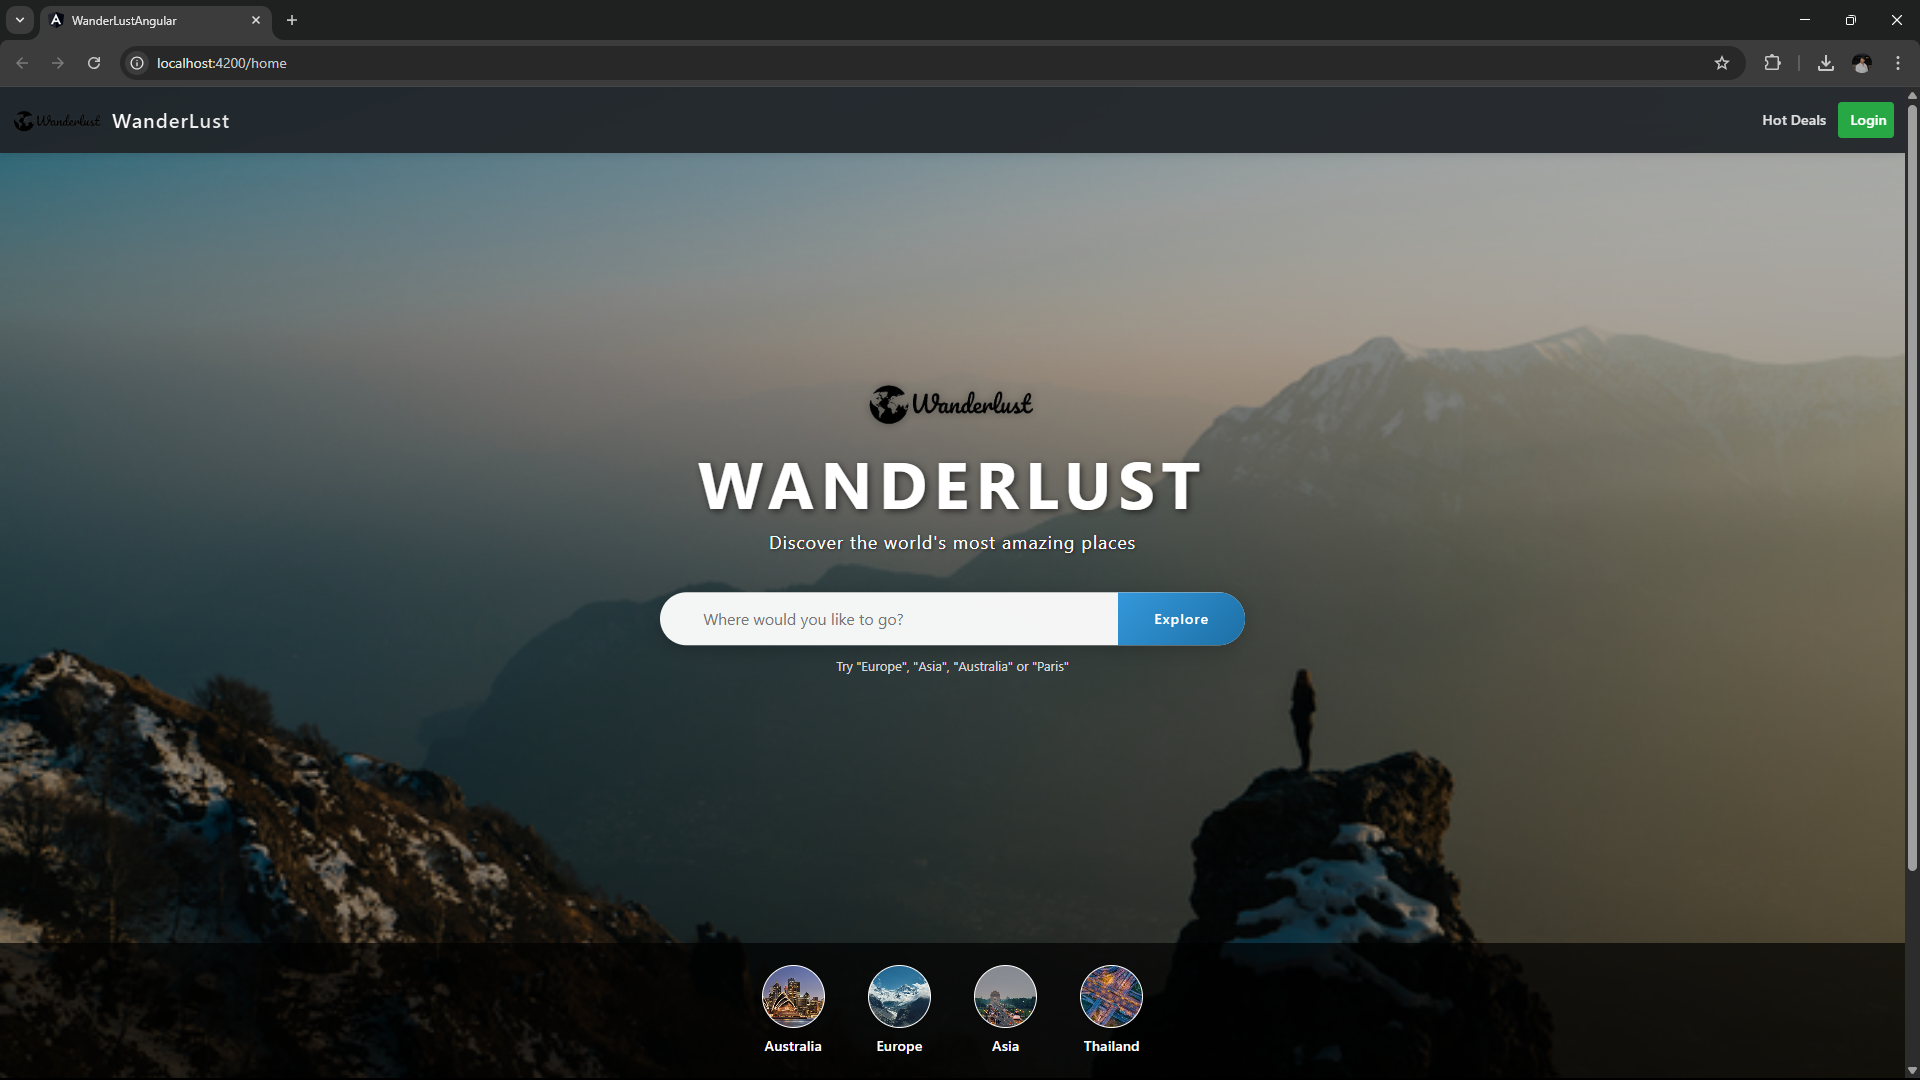 WanderLustAngular
localhost:4200/home
Wanderlust
WanderLust
Hot Deals
Login
Wanderlust
WANDERLUST
Discover the world's most amazing places
Where would you like to go?
Explore
Try "Europe", "Asia", "Australia" or "Paris"
Australia
Europe
Asia
Thailand